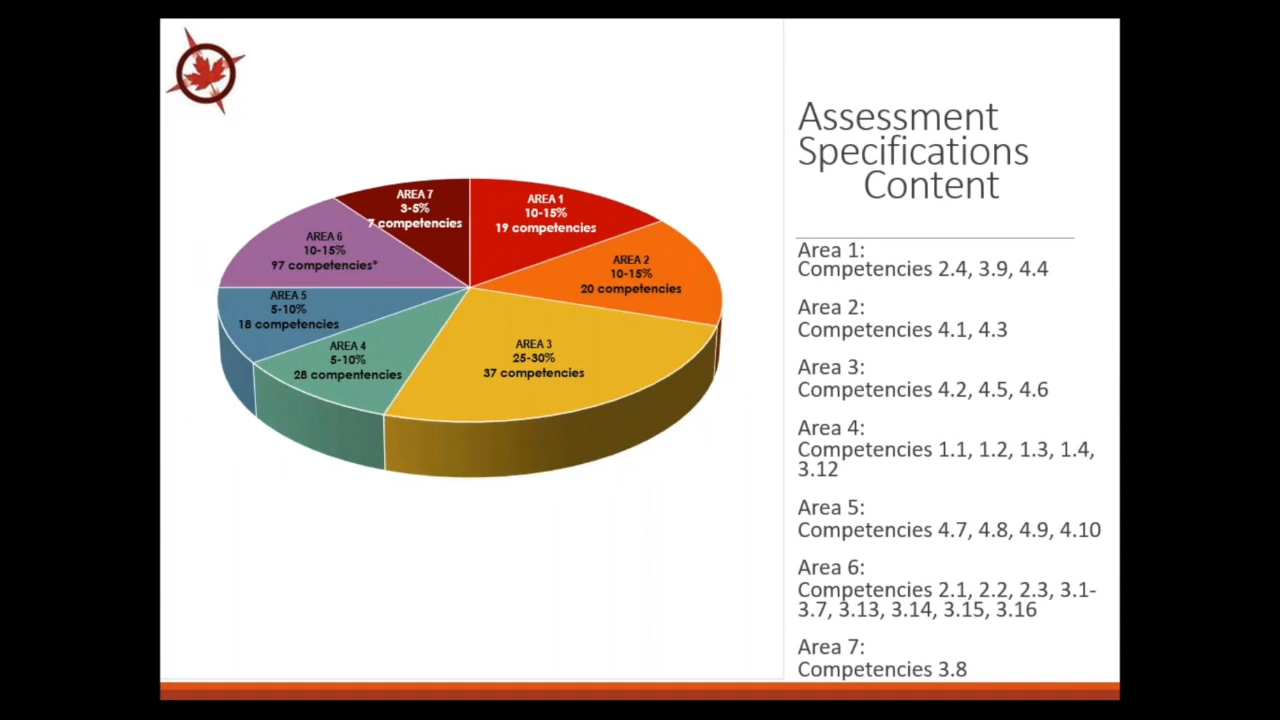 Assessment
Specifications
Content
AREA 1
10-15%
19 competencies
AREA 2
10-15%
20 competencies
AREA 3
25-30%
37 competencies
AREA 4
5-10%
28 compentencies
AREA 5
5-10%
18 competencies
AREA 6
10-15%
97 competencies*
AREA 7
3-5%
7 competencies
Area 1:
Competencies 2.4, 3.9, 4.4
Area 2:
Competencies 4.1, 4.3
Area 3:
Competencies 4.2, 4.5, 4.6
Area 4:
Competencies 1.1, 1.2, 1.3, 1.4,
3.12
Area 5:
Competencies 4.7, 4.8, 4.9, 4.10
Area 6:
Competencies 2.1, 2.2, 2.3, 3.1-
3.7, 3.13, 3.14, 3.15, 3.16
Area 7:
Competencies 3.8